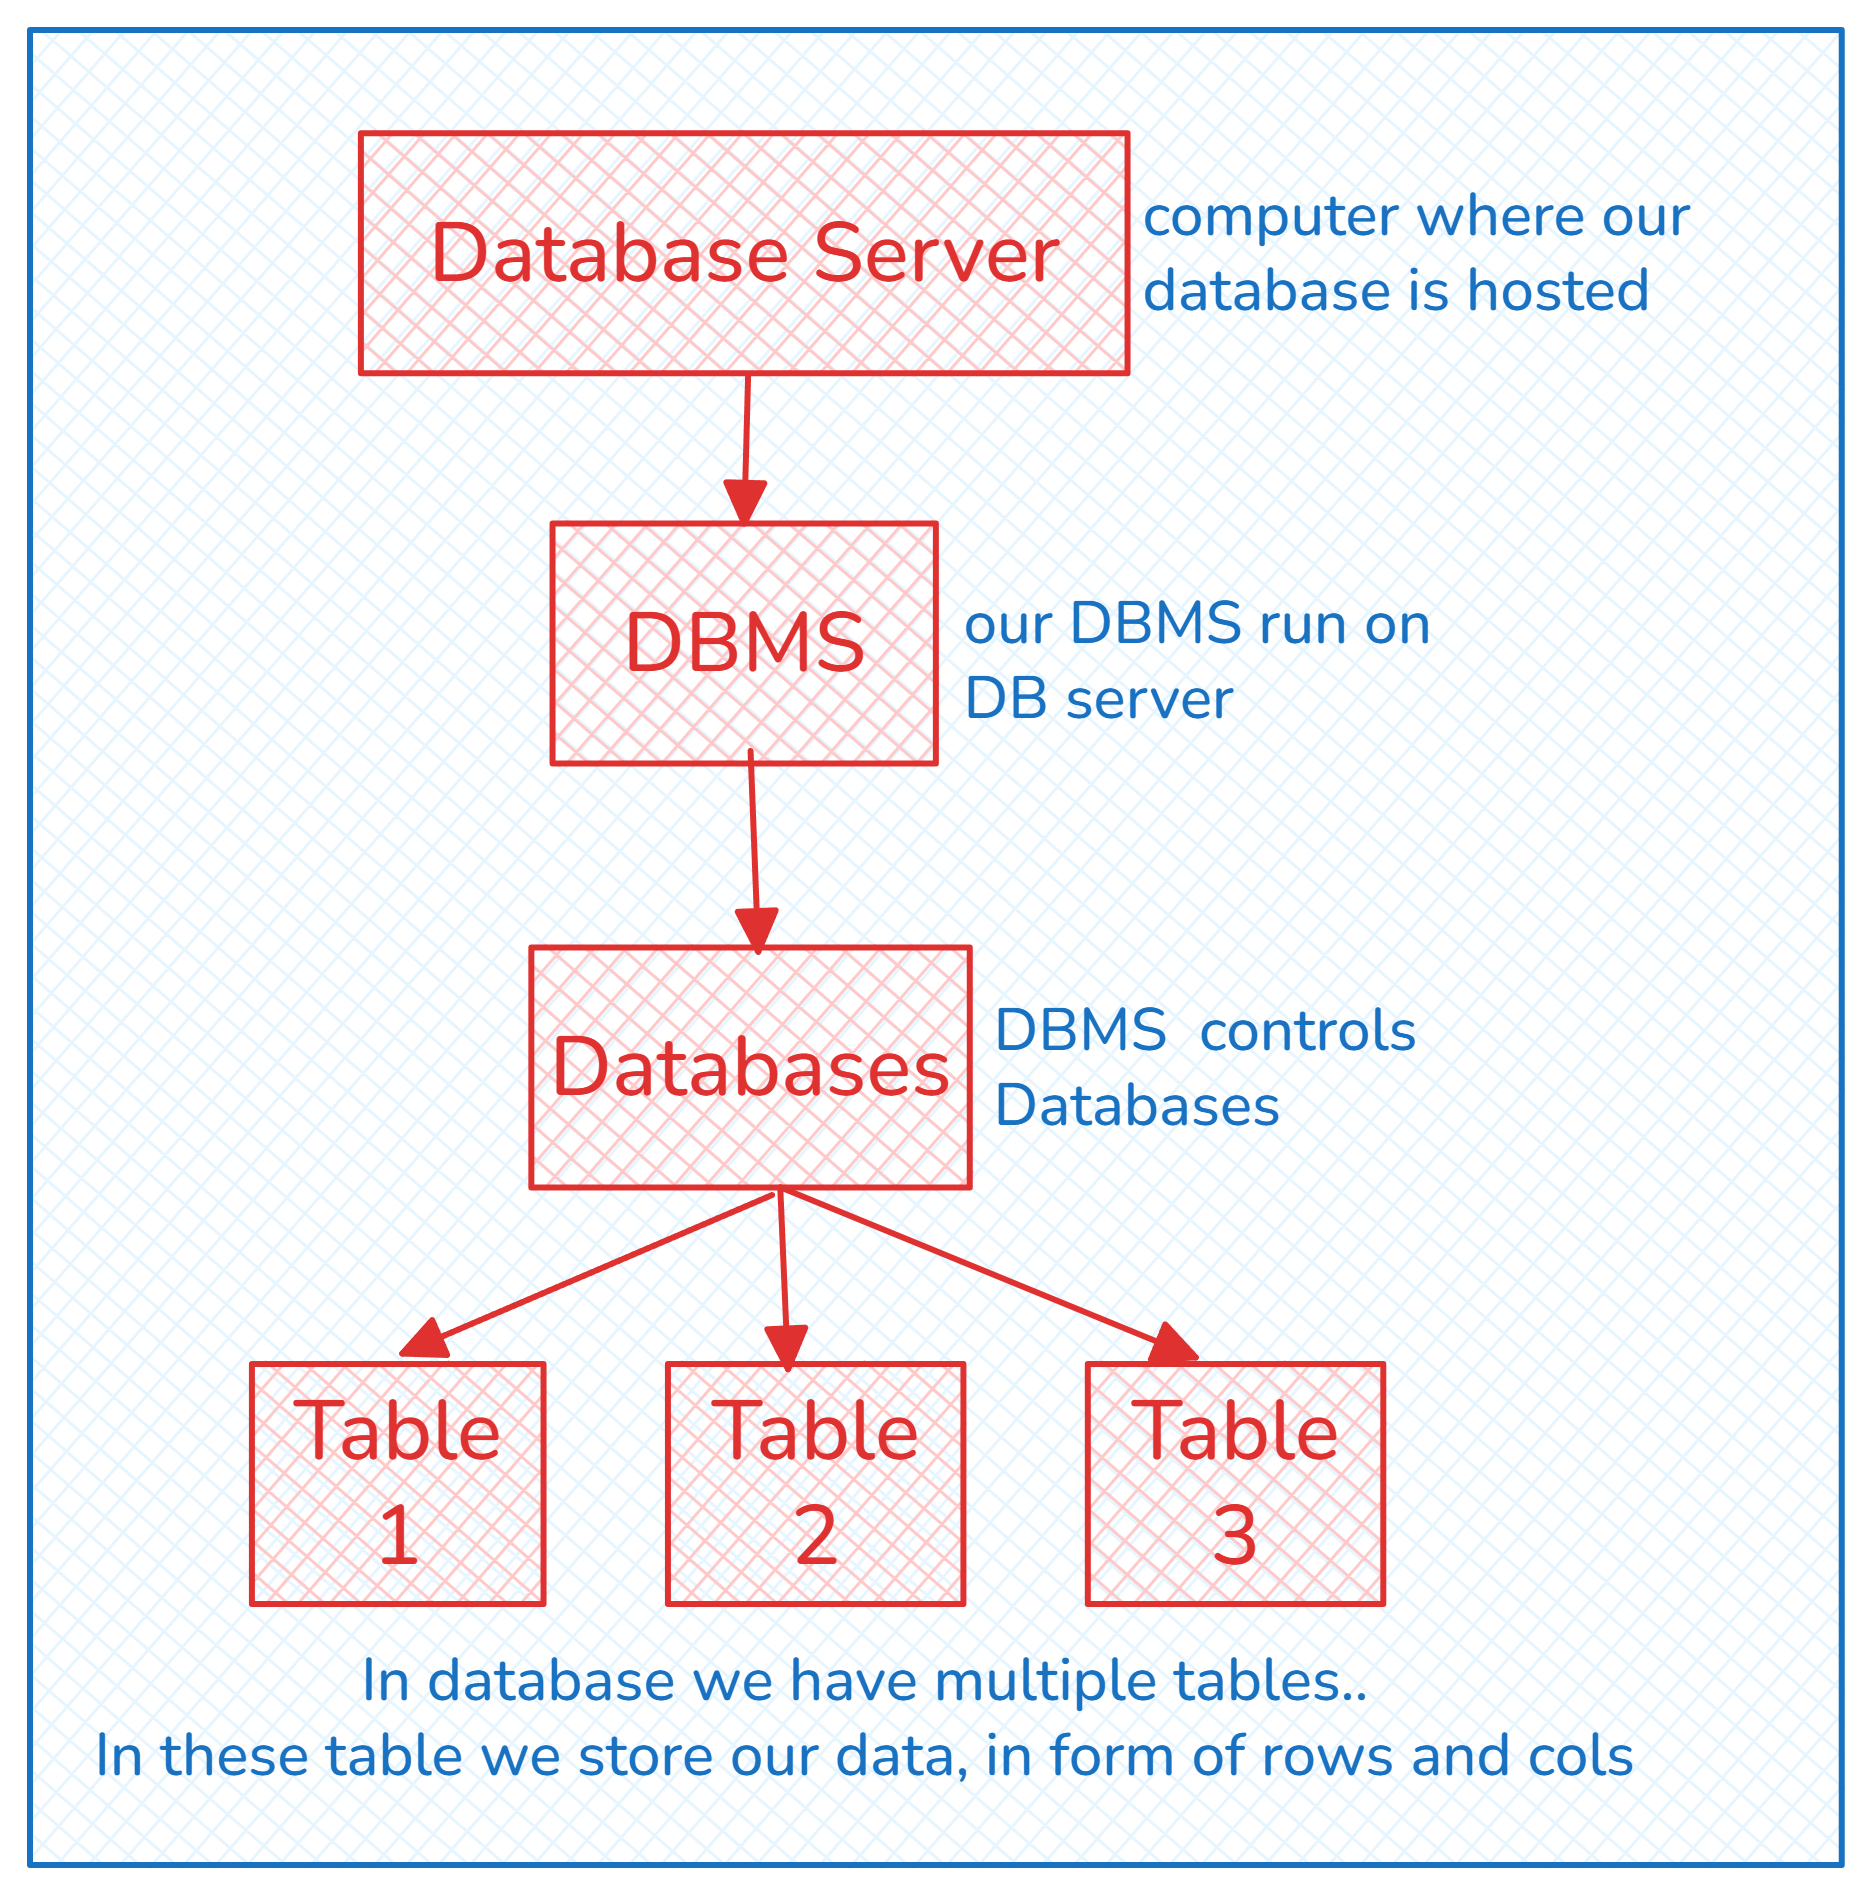 Database Server
computer where our
database is hosted
DBMS
our DBMS run on
DB server
Databases
DBMS  controls
Databases
Table
1
Table
2
Table
3
In database we have multiple tables..
In these table we store our data, in form of rows and cols